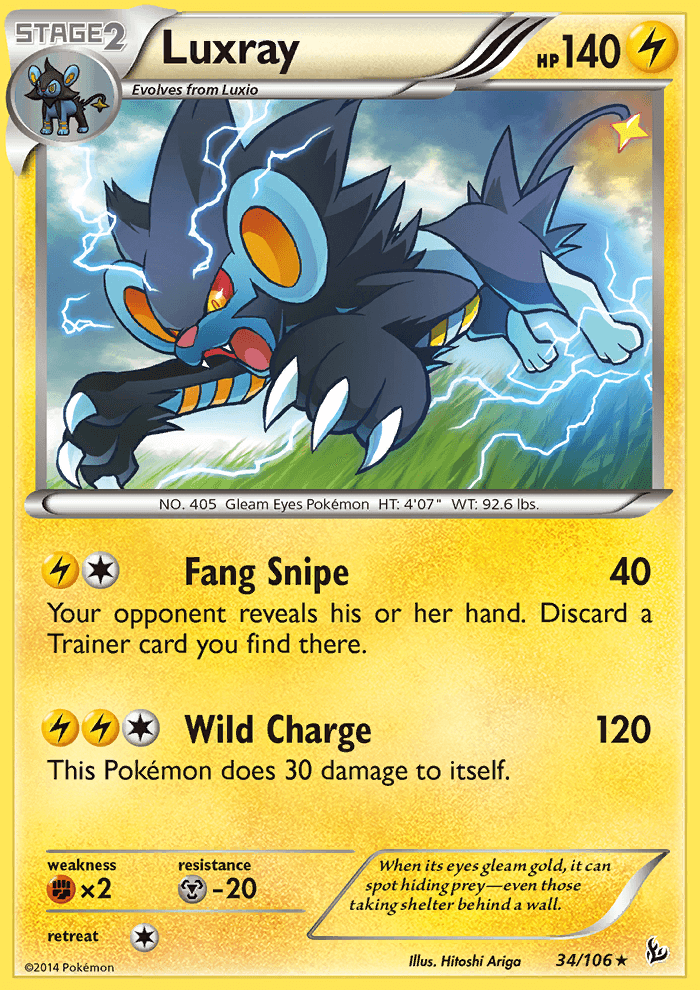 STAGE2
Luxray
HP140
Evolves from Luxio
NO. 405 Gleam Eyes Pokémon HT: 4'07" WT: 92.6 lbs.
Fang Snipe 40
Your opponent reveals his or her hand. Discard a
Trainer card you find there.
Wild Charge 120
This Pokémon does 30 damage to itself.
weakness
×2
resistance
-20
retreat
When its eyes gleam gold, it can
spot hiding prey—even those
taking shelter behind a wall.
©2014 Pokémon
Illus. Hitoshi Ariga
34/106★